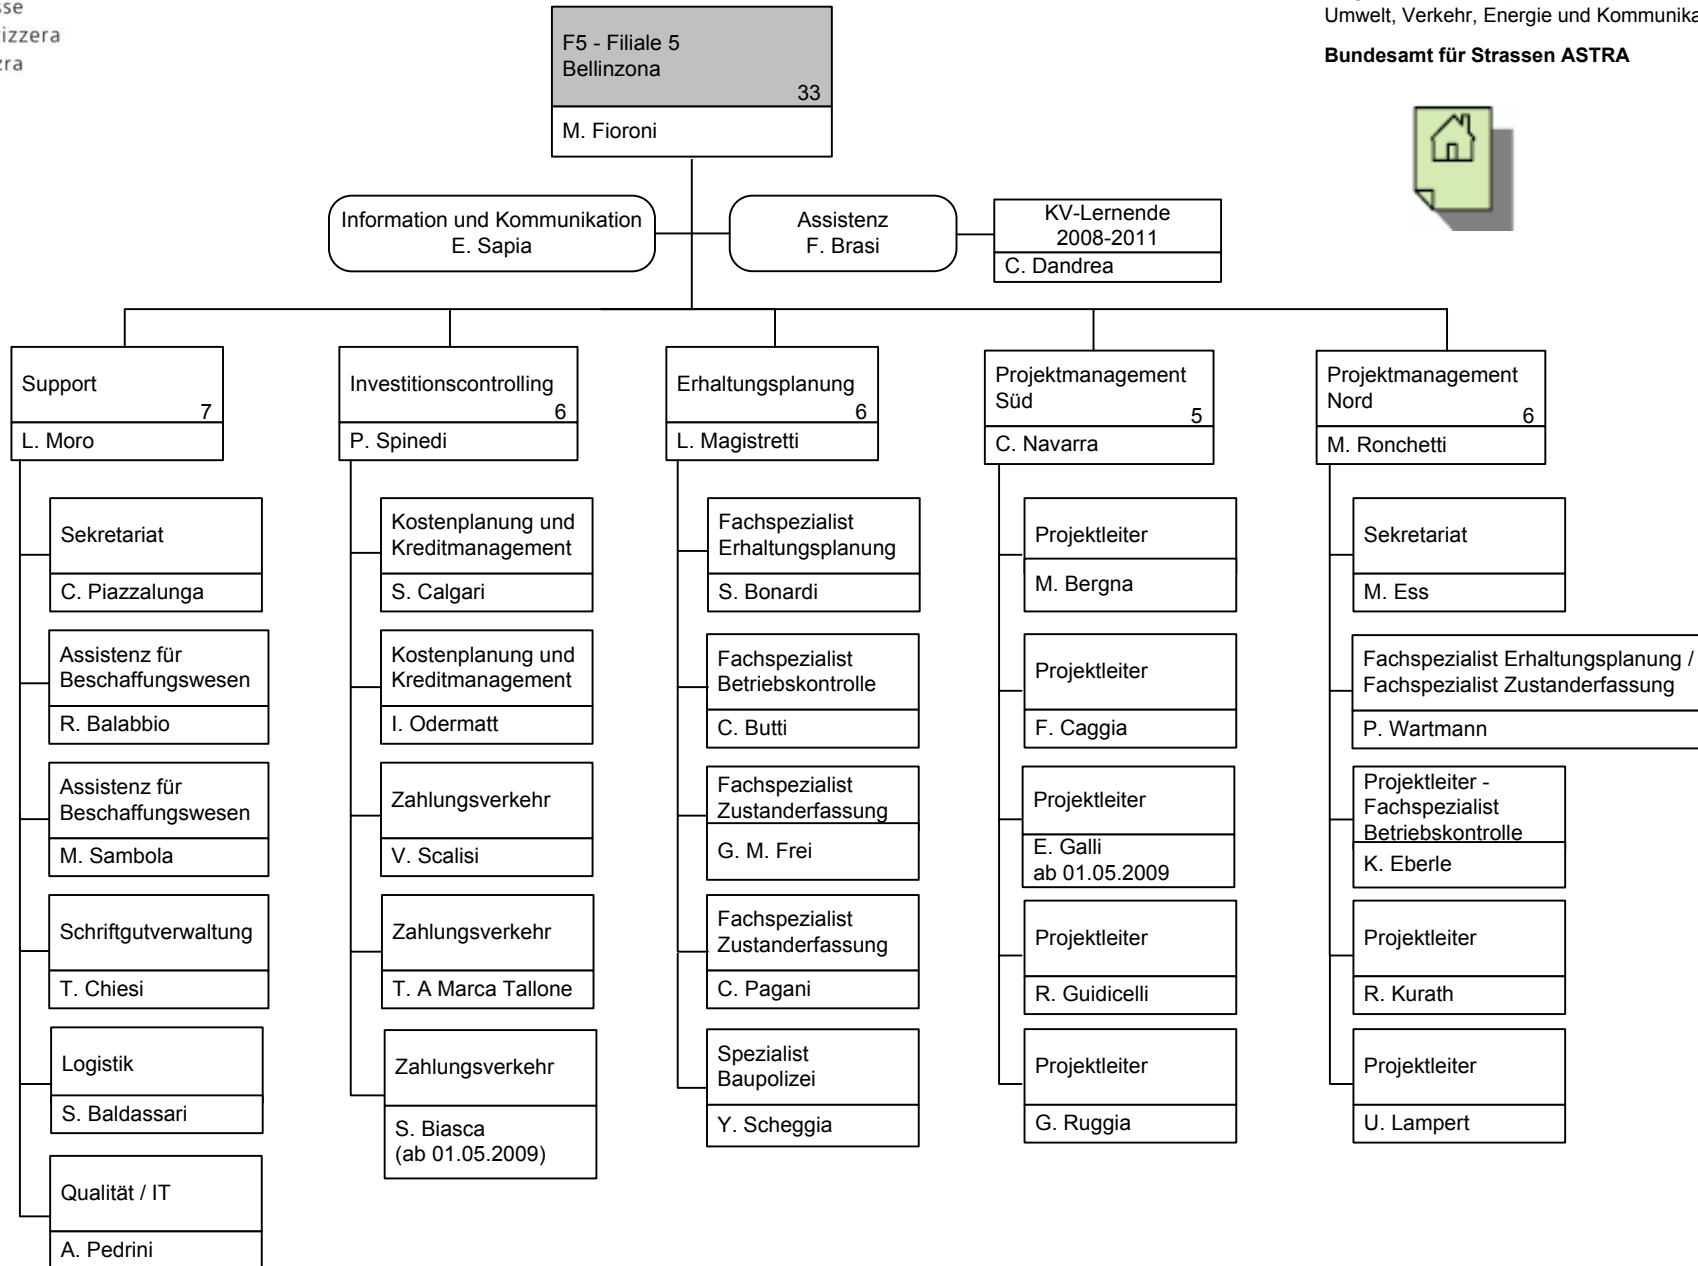 F5 - Filiale 5
Bellinzona
33
M. Fioroni
Umwelt, Verkehr, Energie und
Bundesamt für Strassen ASTRA
Information und Kommunikation
E. Sapia
Assistenz
F. Brasi
KV-Lernende
2008-2011
C. Dandrea
Support
7
L. Moro
Sekretariat
C. Piazzalunga
Assistenz für
Beschaffungswesen
R. Balabbio
Assistenz für
Beschaffungswesen
M. Sambola
Schriftgutverwaltung
T. Chiesi
Logistik
S. Baldassari
Qualität / IT
A. Pedrini
Investitionscontrolling
6
P. Spinedi
Kostenplanung und
Kreditmanagement
S. Calgari
Kostenplanung und
Kreditmanagement
I. Odermatt
Zahlungsverkehr
V. Scalisi
Zahlungsverkehr
T. A Marca Tallone
Zahlungsverkehr
S. Biasca
(ab 01.05.2009)
Erhaltungsplanung
6
L. Magistretti
Fachspezialist
Erhaltungsplanung
S. Bonardi
Fachspezialist
Betriebskontrolle
C. Butti
Fachspezialist
Zustanderfassung
G. M. Frei
Fachspezialist
Zustanderfassung
C. Pagani
Spezialist
Baupolizei
Y. Scheggia
Projektmanagement
Süd
5
C. Navarra
Projektleiter
M. Bergna
Projektleiter
F. Caggia
Projektleiter
E. Galli
ab 01.05.2009
Projektleiter
R. Guidicelli
Projektleiter
G. Ruggia
Projektmanagement
Nord
6
M. Ronchetti
Sekretariat
M. Ess
Fachspezialist Erhaltungsplanung /
Fachspezialist Zustanderfassung
P. Wartmann
Projektleiter -
Fachspezialist
Betriebskontrolle
K. Eberle
Projektleiter
R. Kurath
Projektleiter
U. Lampert